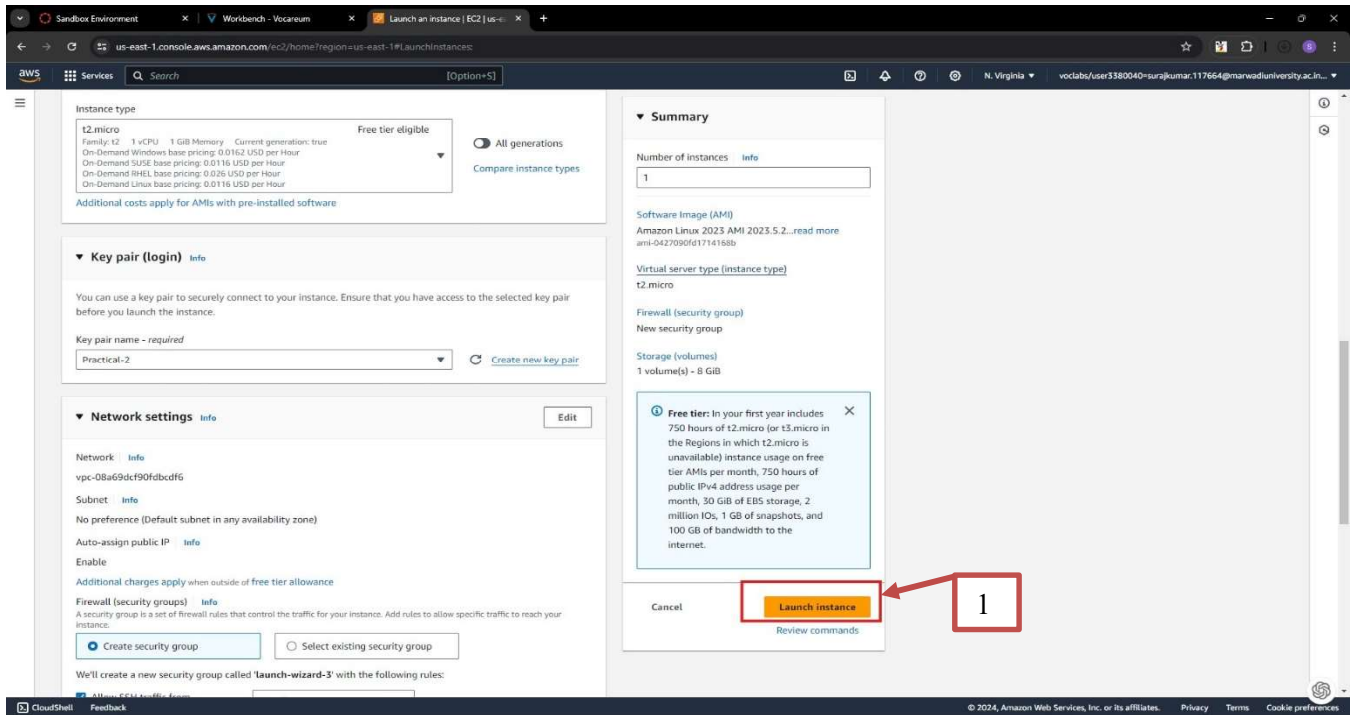 Sandbox Environment
Workbench - Vocareum
Launch an instance | EC2 | us-e
us-east-1.console.aws.amazon.com/ec2/home?region=us-east-1#LaunchInstances:
aws
Services
Search
[Option+S]
N. Virginia
voclabs/user3380040=surajkumar.117664@marwadiuniversity.ac.in...
Instance type
t2.micro
Free tier eligible
Family: t2 1 vCPU 1 GiB Memory Current generation: true
On-Demand Windows base pricing: 0.0162 USD per Hour
On-Demand SUSE base pricing: 0.0116 USD per Hour
On-Demand RHEL base pricing: 0.026 USD per Hour
On-Demand Linux base pricing: 0.0116 USD per Hour
All generations
Compare instance types
Additional costs apply for AMIs with pre-installed software
Key pair (login) Info
You can use a key pair to securely connect to your instance. Ensure that you have access to the selected key pair
before you launch the instance.
Key pair name - required
Practical-2
Create new key pair
Network settings Info
Edit
Network Info
vpc-08a69dcf90fdbcdf6
Subnet Info
No preference (Default subnet in any availability zone)
Auto-assign public IP Info
Enable
Additional charges apply when outside of free tier allowance
Firewall (security groups) Info
A security group is a set of firewall rules that control the traffic for your instance. Add rules to allow specific traffic to reach your
instance.
Create security group
Select existing security group
We'll create a new security group called 'launch-wizard-3' with the following rules:
Allow SSH traffic from
Summary
Number of instances Info
1
Software Image (AMI)
Amazon Linux 2023 AMI 2023.5.2...read more
ami-0427090fd1714168b
Virtual server type (instance type)
t2.micro
Firewall (security group)
New security group
Storage (volumes)
1 volume(s) - 8 GiB
Free tier: In your first year includes
750 hours of t2.micro (or t3.micro in
the Regions in which t2.micro is
unavailable) instance usage on free
tier AMIs per month, 750 hours of
public IPv4 address usage per
month, 30 GiB of EBS storage, 2
million IOs, 1 GB of snapshots, and
100 GB of bandwidth to the
internet.
Cancel
Launch instance
Review commands
1
CloudShell
Feedback
© 2024, Amazon Web Services, Inc. or its affiliates.
Privacy
Terms
Cookie preferences